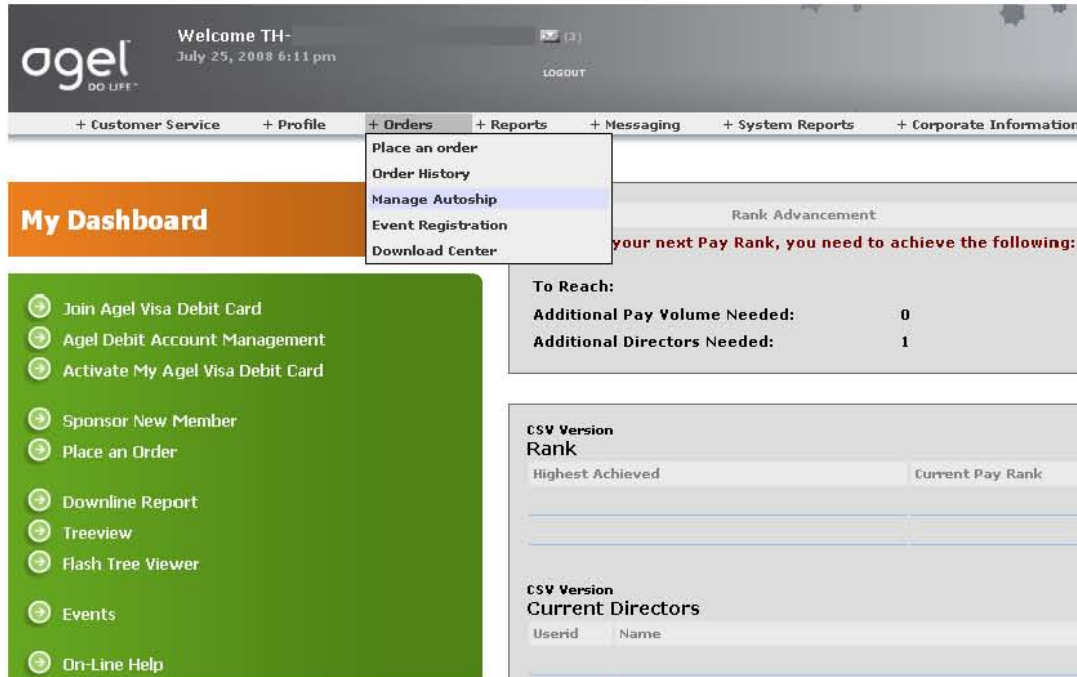 agel
DO LIFE™
Welcome TH-
July 25, 2008 6:11 pm
(3)
LOGOUT
+ Customer Service + Profile + Orders + Reports + Messaging + System Reports + Corporate Information
Place an order
Order History
Manage Autoship
Event Registration
Download Center
My Dashboard
Join Agel Visa Debit Card
Agel Debit Account Management
Activate My Agel Visa Debit Card
Sponsor New Member
Place an Order
Downline Report
Treeview
Flash Tree Viewer
Events
On-Line Help
Rank Advancement
your next Pay Rank, you need to achieve the following:
To Reach:
Additional Pay Volume Needed: 0
Additional Directors Needed: 1
CSV Version
Rank
Highest Achieved Current Pay Rank
CSV Version
Current Directors
Userid Name